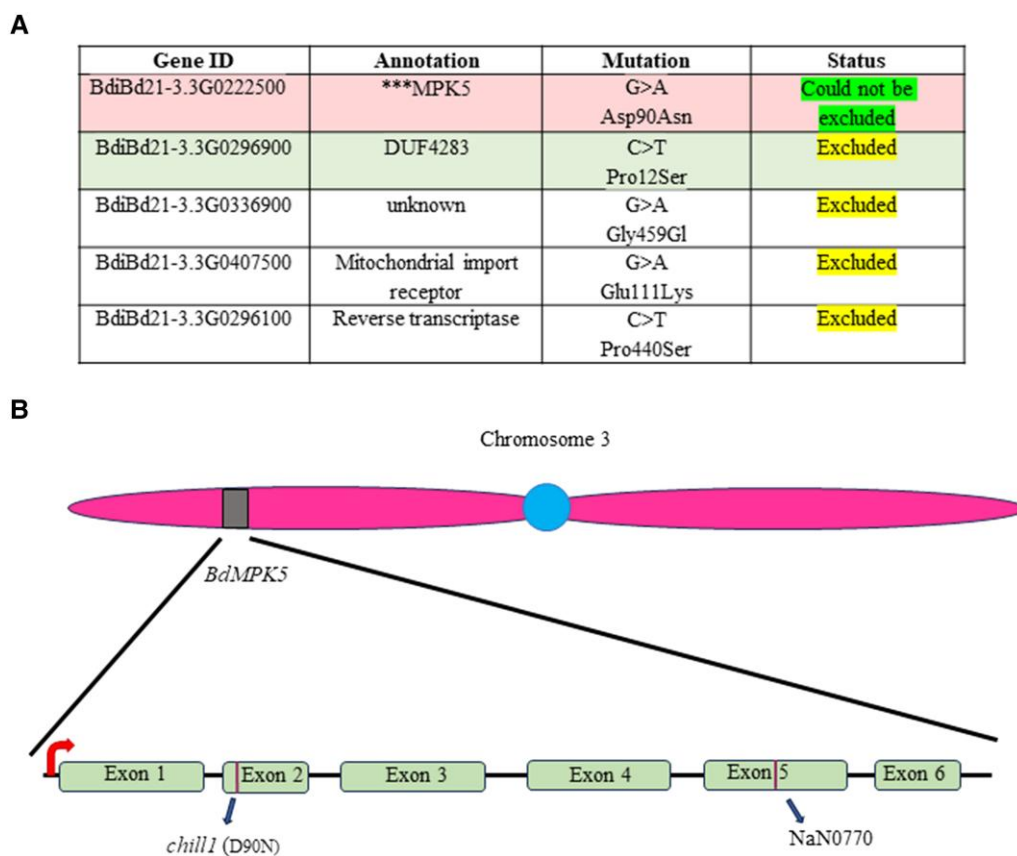 A
Gene ID Annotation Mutation Status
BdiBd21-3.3G0222500 ***MPK5 G>A Could not be
Asp90Asn excluded
BdiBd21-3.3G0296900 DUF4283 C>T Excluded
Pro12Ser
BdiBd21-3.3G0336900 unknown G>A Excluded
Gly459Gl
BdiBd21-3.3G0407500 Mitochondrial import G>A Excluded
receptor Glu111Lys
BdiBd21-3.3G0296100 Reverse transcriptase C>T Excluded
Pro440Ser
B
Chromosome 3
BdMPK5
Exon 1 Exon 2 Exon 3 Exon 4 Exon 5 Exon 6
chill1 (D90N) NaN0770